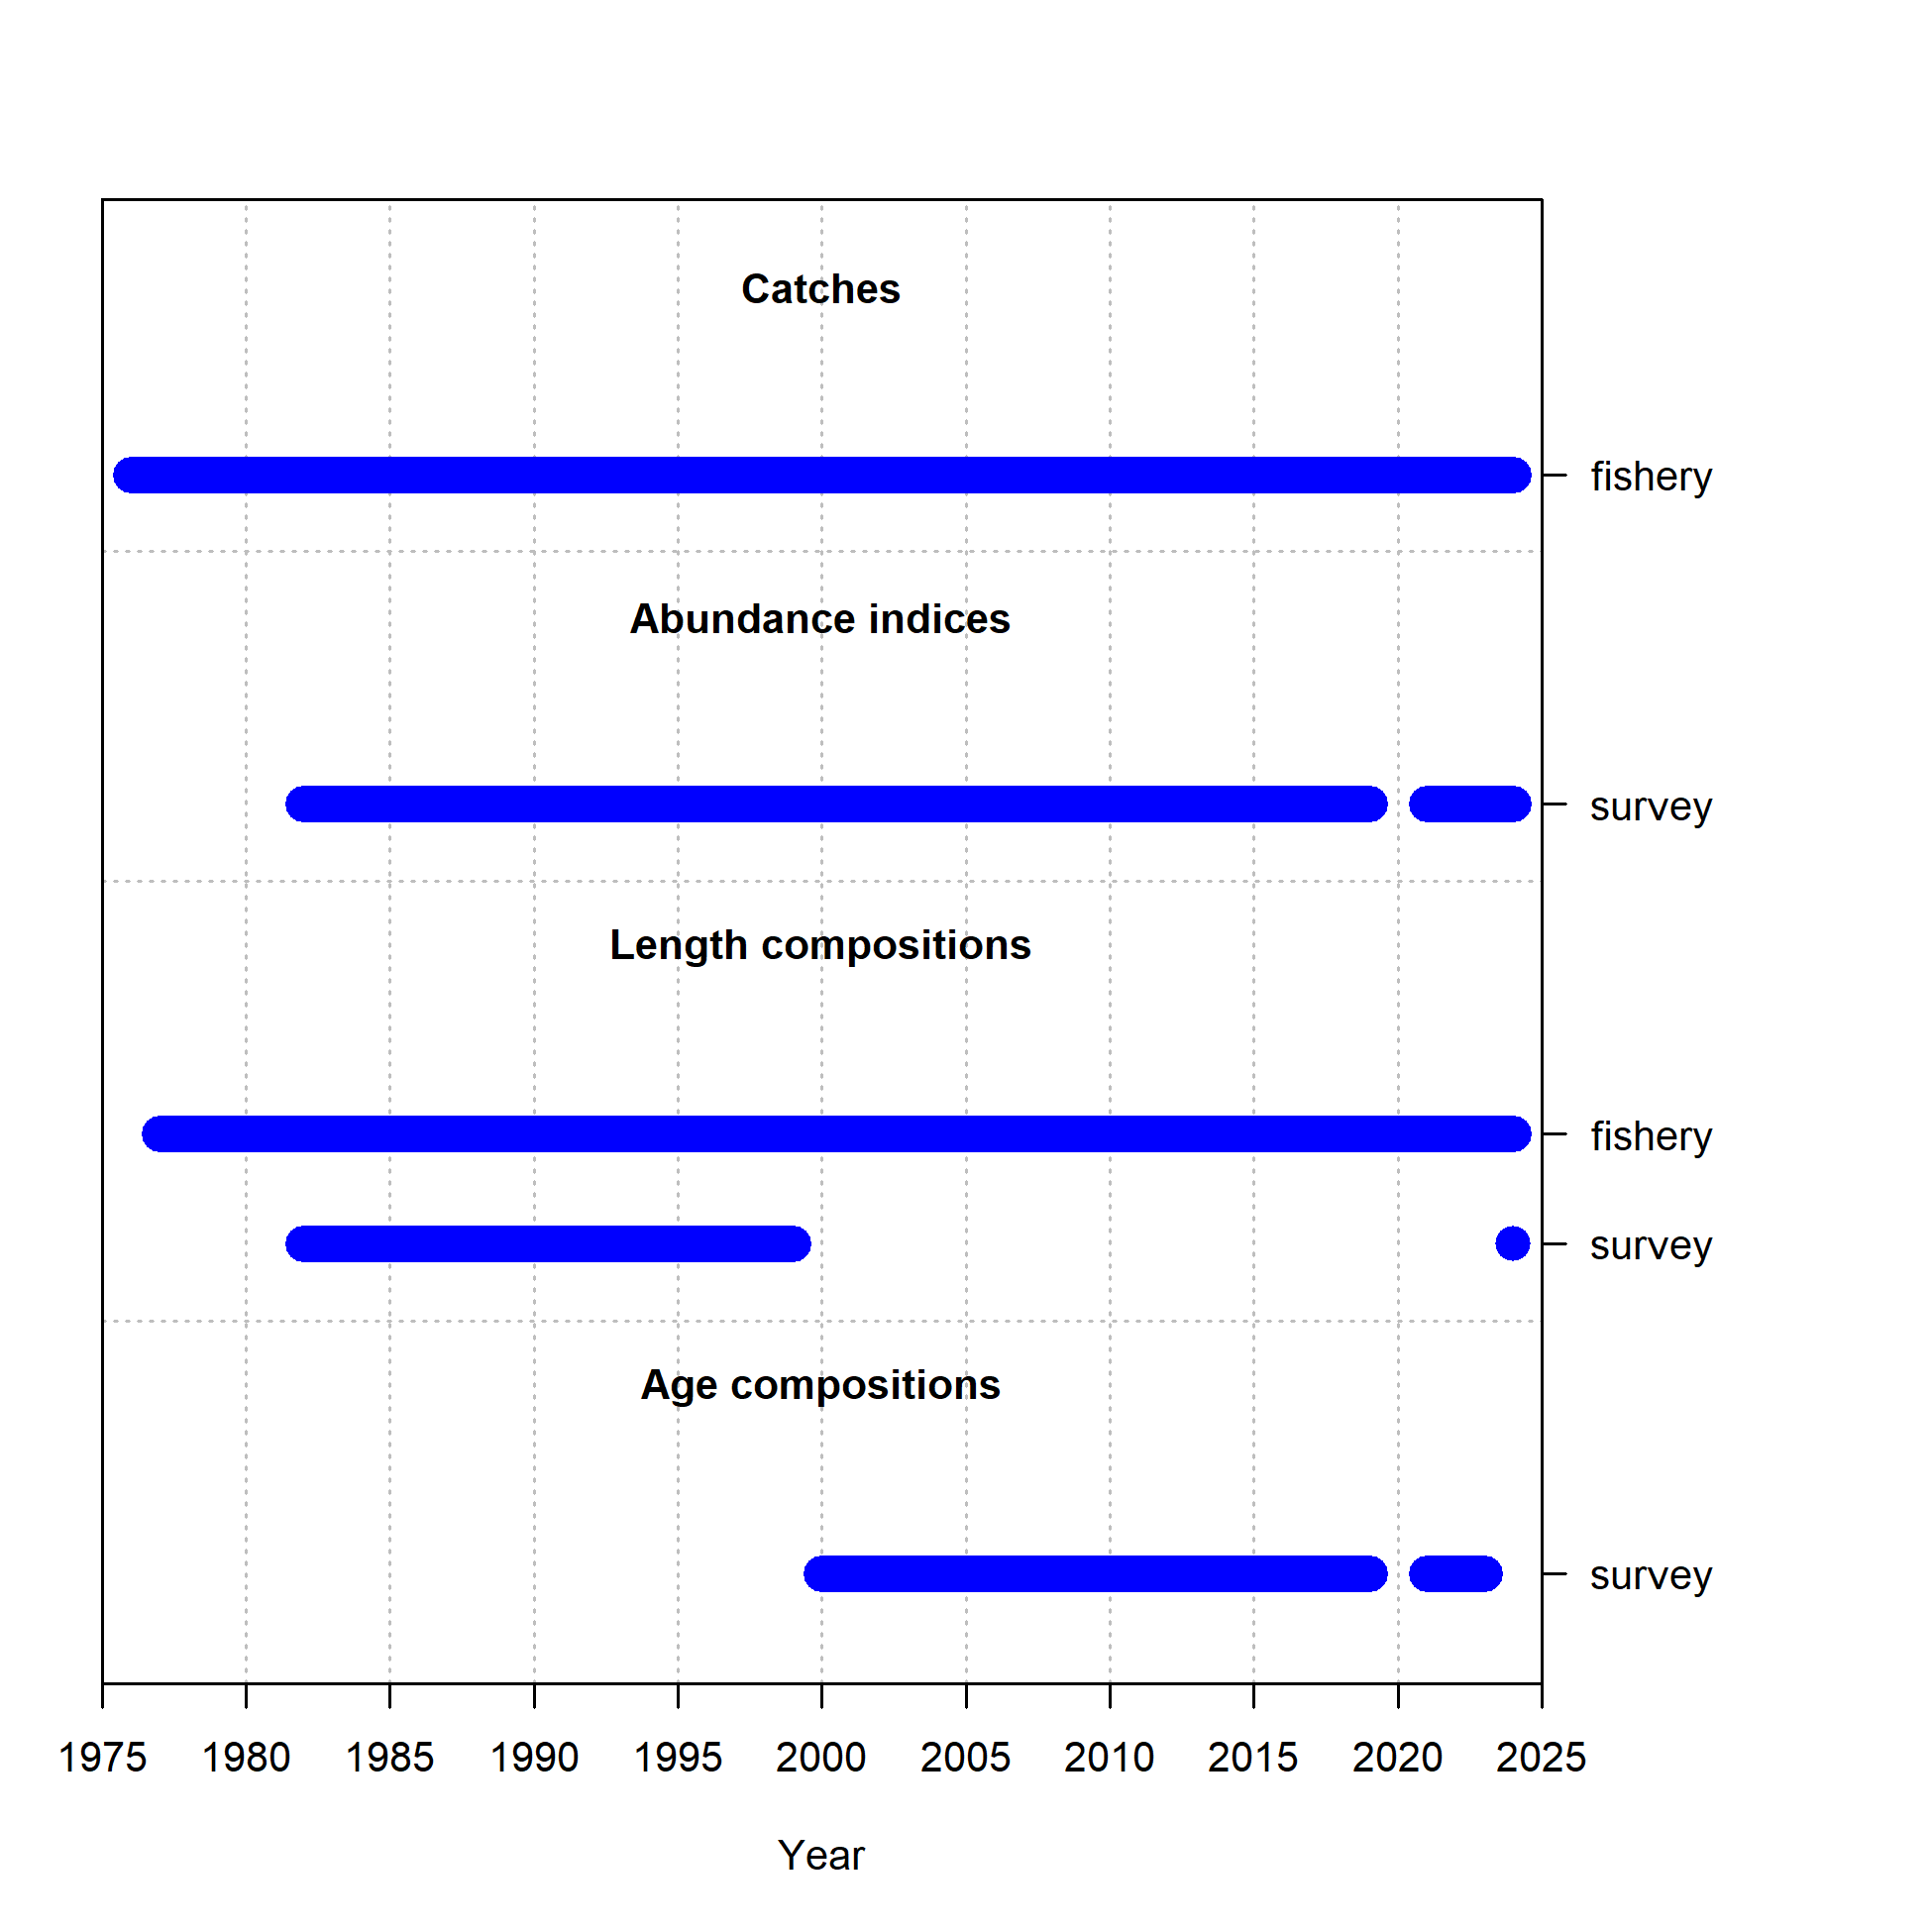 Catches
fishery
Abundance indices
survey
Length compositions
fishery
survey
Age compositions
survey
1975 1980 1985 1990 1995 2000 2005 2010 2015 2020 2025
Year